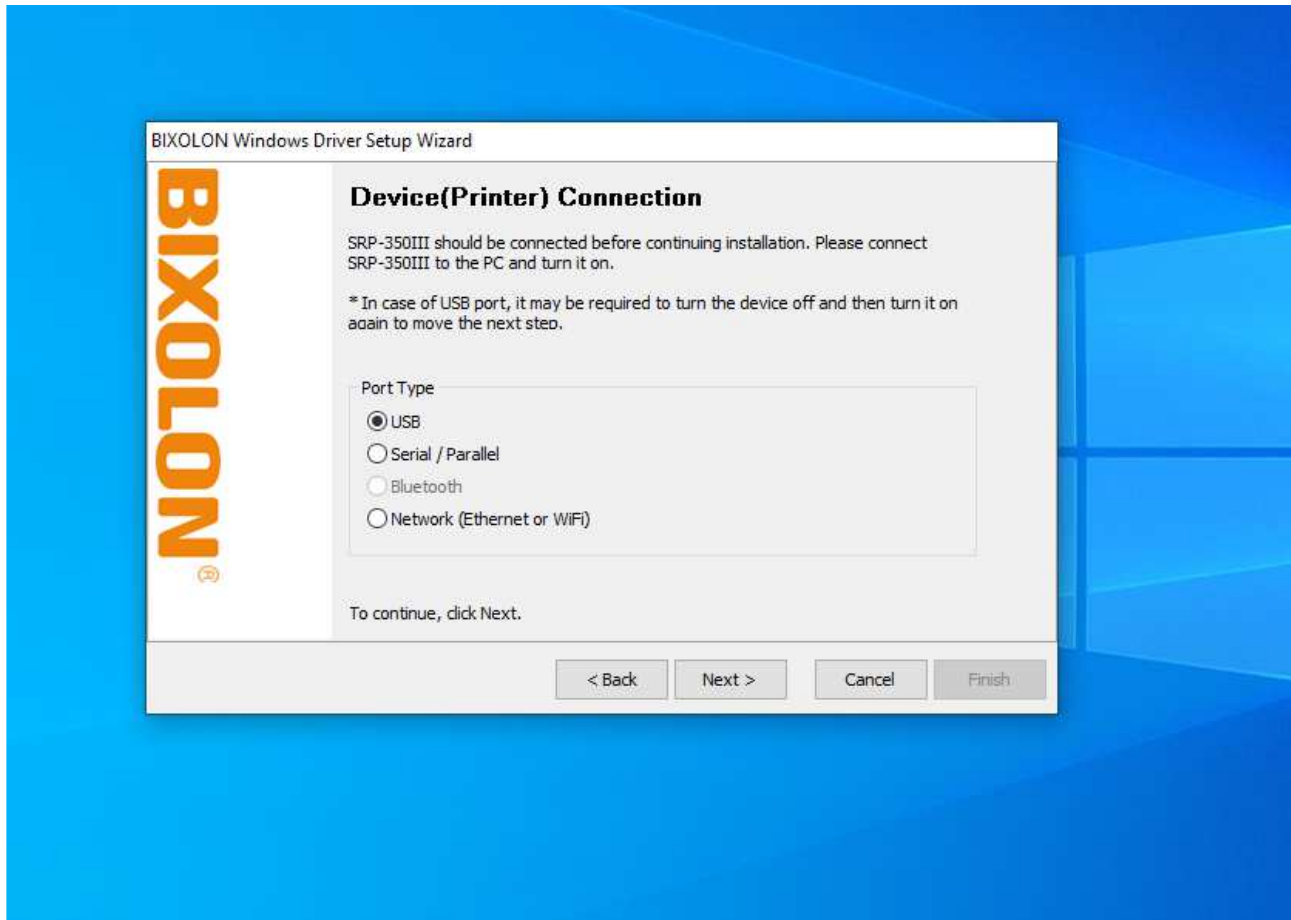 BIXOLON Windows Driver Setup Wizard
BIXOLON®
Device(Printer) Connection
SRP-350III should be connected before continuing installation. Please connect
SRP-350III to the PC and turn it on.
* In case of USB port, it may be required to turn the device off and then turn it on
again to move the next step.
Port Type
USB
Serial / Parallel
Bluetooth
Network (Ethernet or WiFi)
To continue, click Next.
< Back Next > Cancel Finish